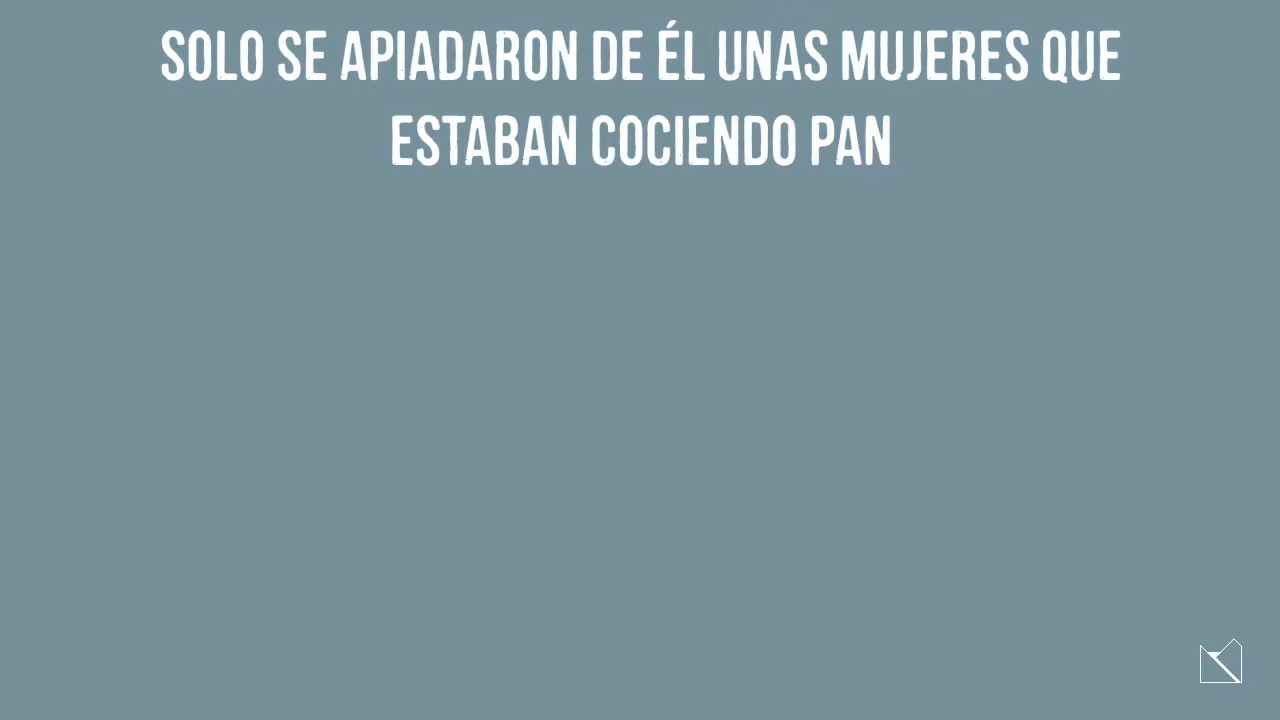 SOLO SE APIADARON DE ÉL UNAS MUJERES QUE
ESTABAN COCIENDO PAN